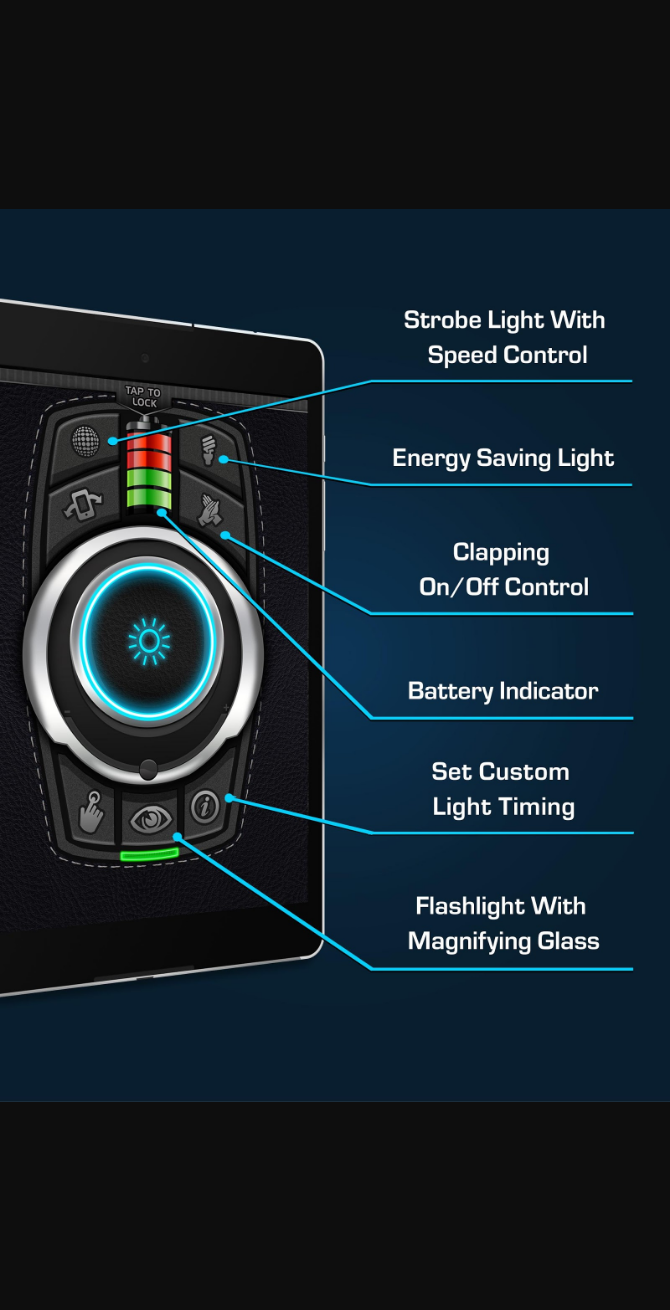 Strobe Light With
Speed Control
TAP TO
LOCK
Energy Saving Light
Clapping
On/Off Control
Battery Indicator
Set Custom
Light Timing
Flashlight With
Magnifying Glass